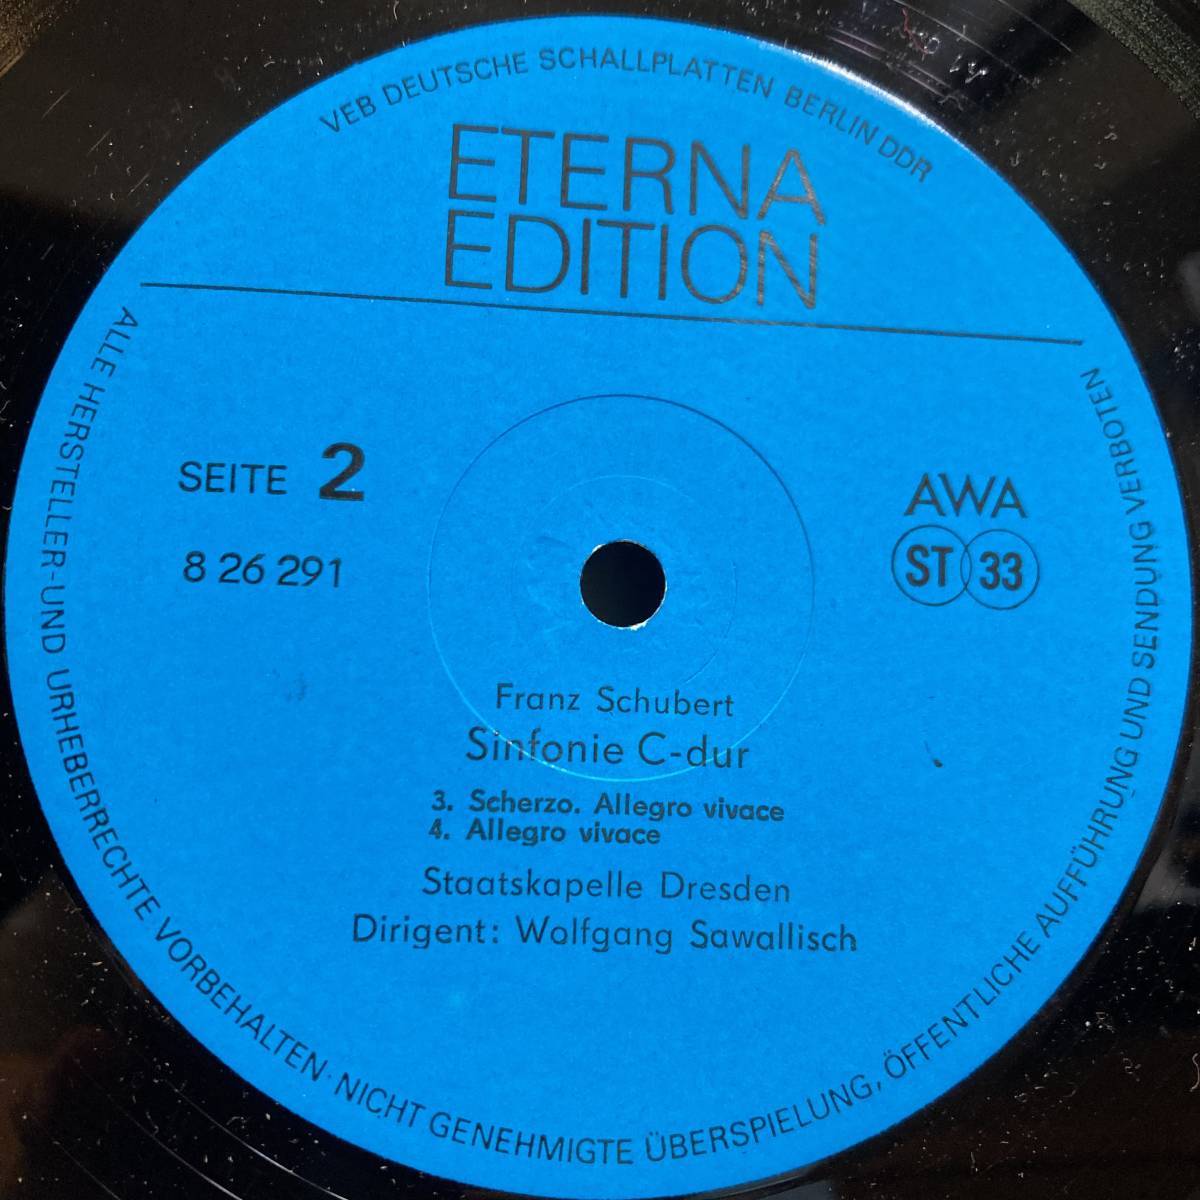 VEB DEUTSCHE SCHALLPLATTEN BERLIN DDR
ETERNA
EDITION
SEITE 2
8 26 291
AWA
ST 33
Franz Schubert
Sinfonie C-dur
3. Scherzo. Allegro vivace
4. Allegro vivace
Staatskapelle Dresden
Dirigent: Wolfgang Sawallisch
ALLE HERSTELLER-UND URHEBERRECHTE VORBEHALTEN · NICHT GENEHMIGTE ÜBERSPIELUNG, ÖFFENTLICHE AUFFÜHRUNG UND SENDUNG VERBOTEN